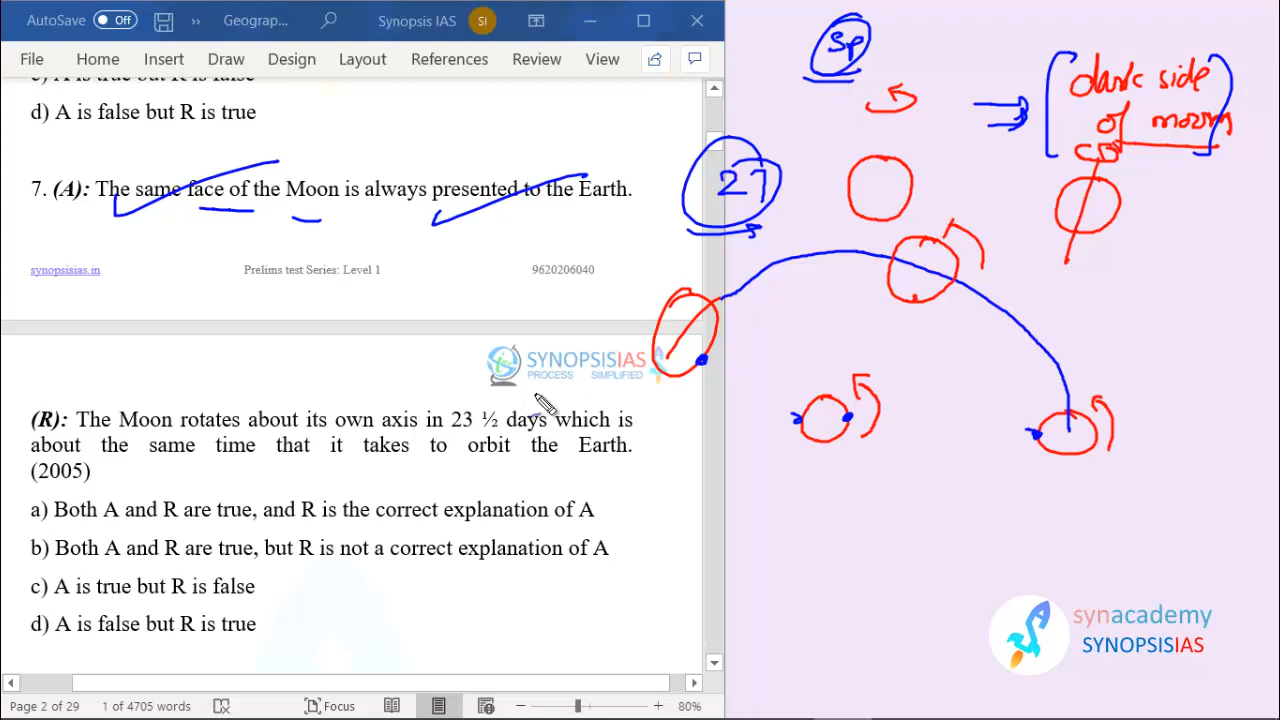 AutoSave Off Geograp... Synopsis IAS SI
File Home Insert Draw Design Layout References Review View
c) A is true but R is false
d) A is false but R is true
7. (A): The same face of the Moon is always presented to the Earth.
synopsisias.in Prelims test Series: Level 1 9620206040
SYNOPSISIAS
PROCESS SIMPLIFIED
(R): The Moon rotates about its own axis in 23 ½ days which is
about the same time that it takes to orbit the Earth.
(2005)
a) Both A and R are true, and R is the correct explanation of A
b) Both A and R are true, but R is not a correct explanation of A
c) A is true but R is false
d) A is false but R is true
Page 2 of 29 1 of 4705 words Focus 80%
Sp
dark side
of moon
27
synacademy
SYNOPSISIAS